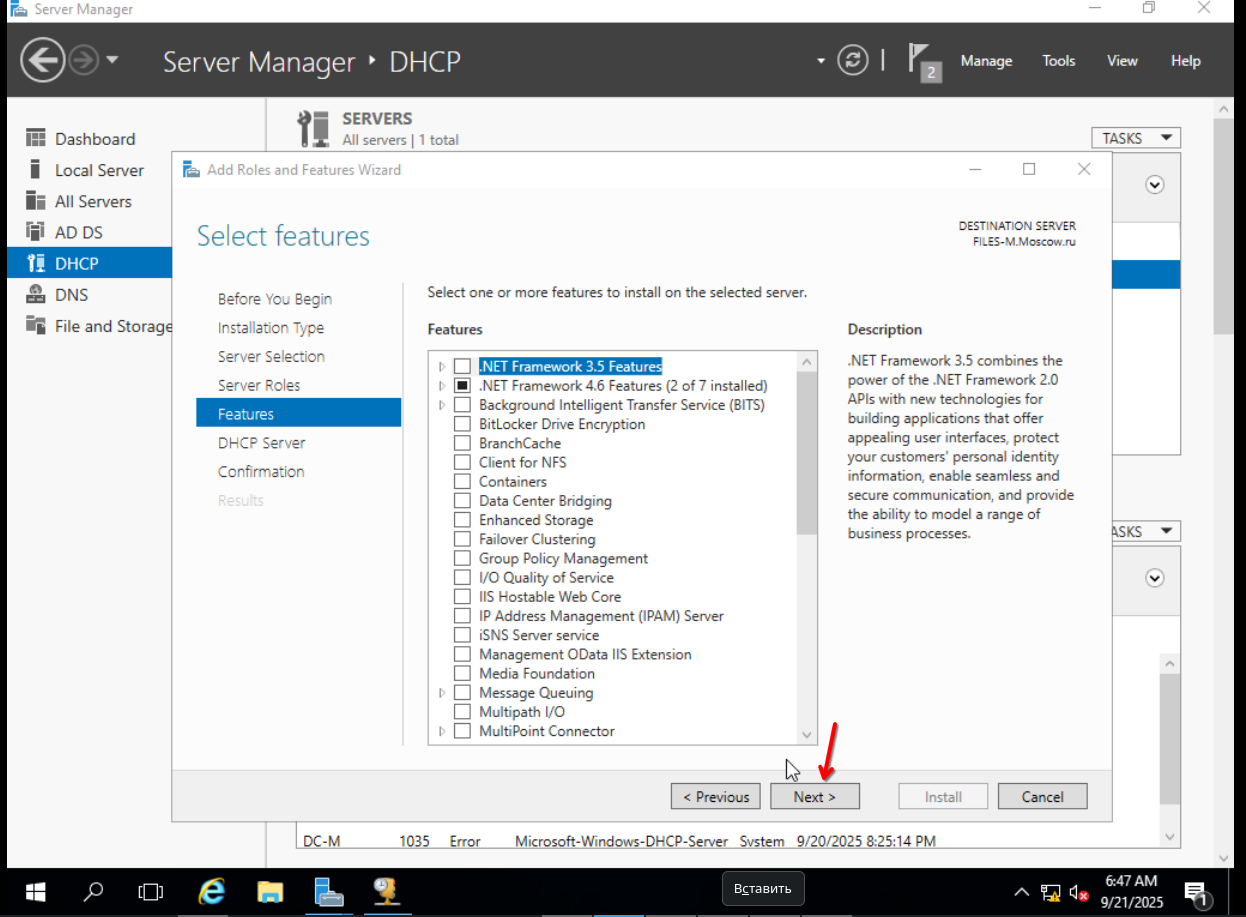 Server Manager
Server Manager ‣ DHCP
2
Manage
Tools
View
Help
Dashboard
Local Server
All Servers
AD DS
DHCP
DNS
File and Storage
SERVERS
All servers | 1 total
TASKS
Add Roles and Features Wizard
Select features
DESTINATION SERVER
FILES-M.Moscow.ru
Before You Begin
Installation Type
Server Selection
Server Roles
Features
DHCP Server
Confirmation
Results
Select one or more features to install on the selected server.
Features
.NET Framework 3.5 Features
.NET Framework 4.6 Features (2 of 7 installed)
Background Intelligent Transfer Service (BITS)
BitLocker Drive Encryption
BranchCache
Client for NFS
Containers
Data Center Bridging
Enhanced Storage
Failover Clustering
Group Policy Management
I/O Quality of Service
IIS Hostable Web Core
IP Address Management (IPAM) Server
iSNS Server service
Management OData IIS Extension
Media Foundation
Message Queuing
Multipath I/O
MultiPoint Connector
Description
.NET Framework 3.5 combines the
power of the .NET Framework 2.0
APIs with new technologies for
building applications that offer
appealing user interfaces, protect
your customers' personal identity
information, enable seamless and
secure communication, and provide
the ability to model a range of
business processes.
ASKS
< Previous
Next >
Install
Cancel
DC-M 1035 Error Microsoft-Windows-DHCP-Server System 9/20/2025 8:25:14 PM
Вставить
6:47 AM
9/21/2025
1